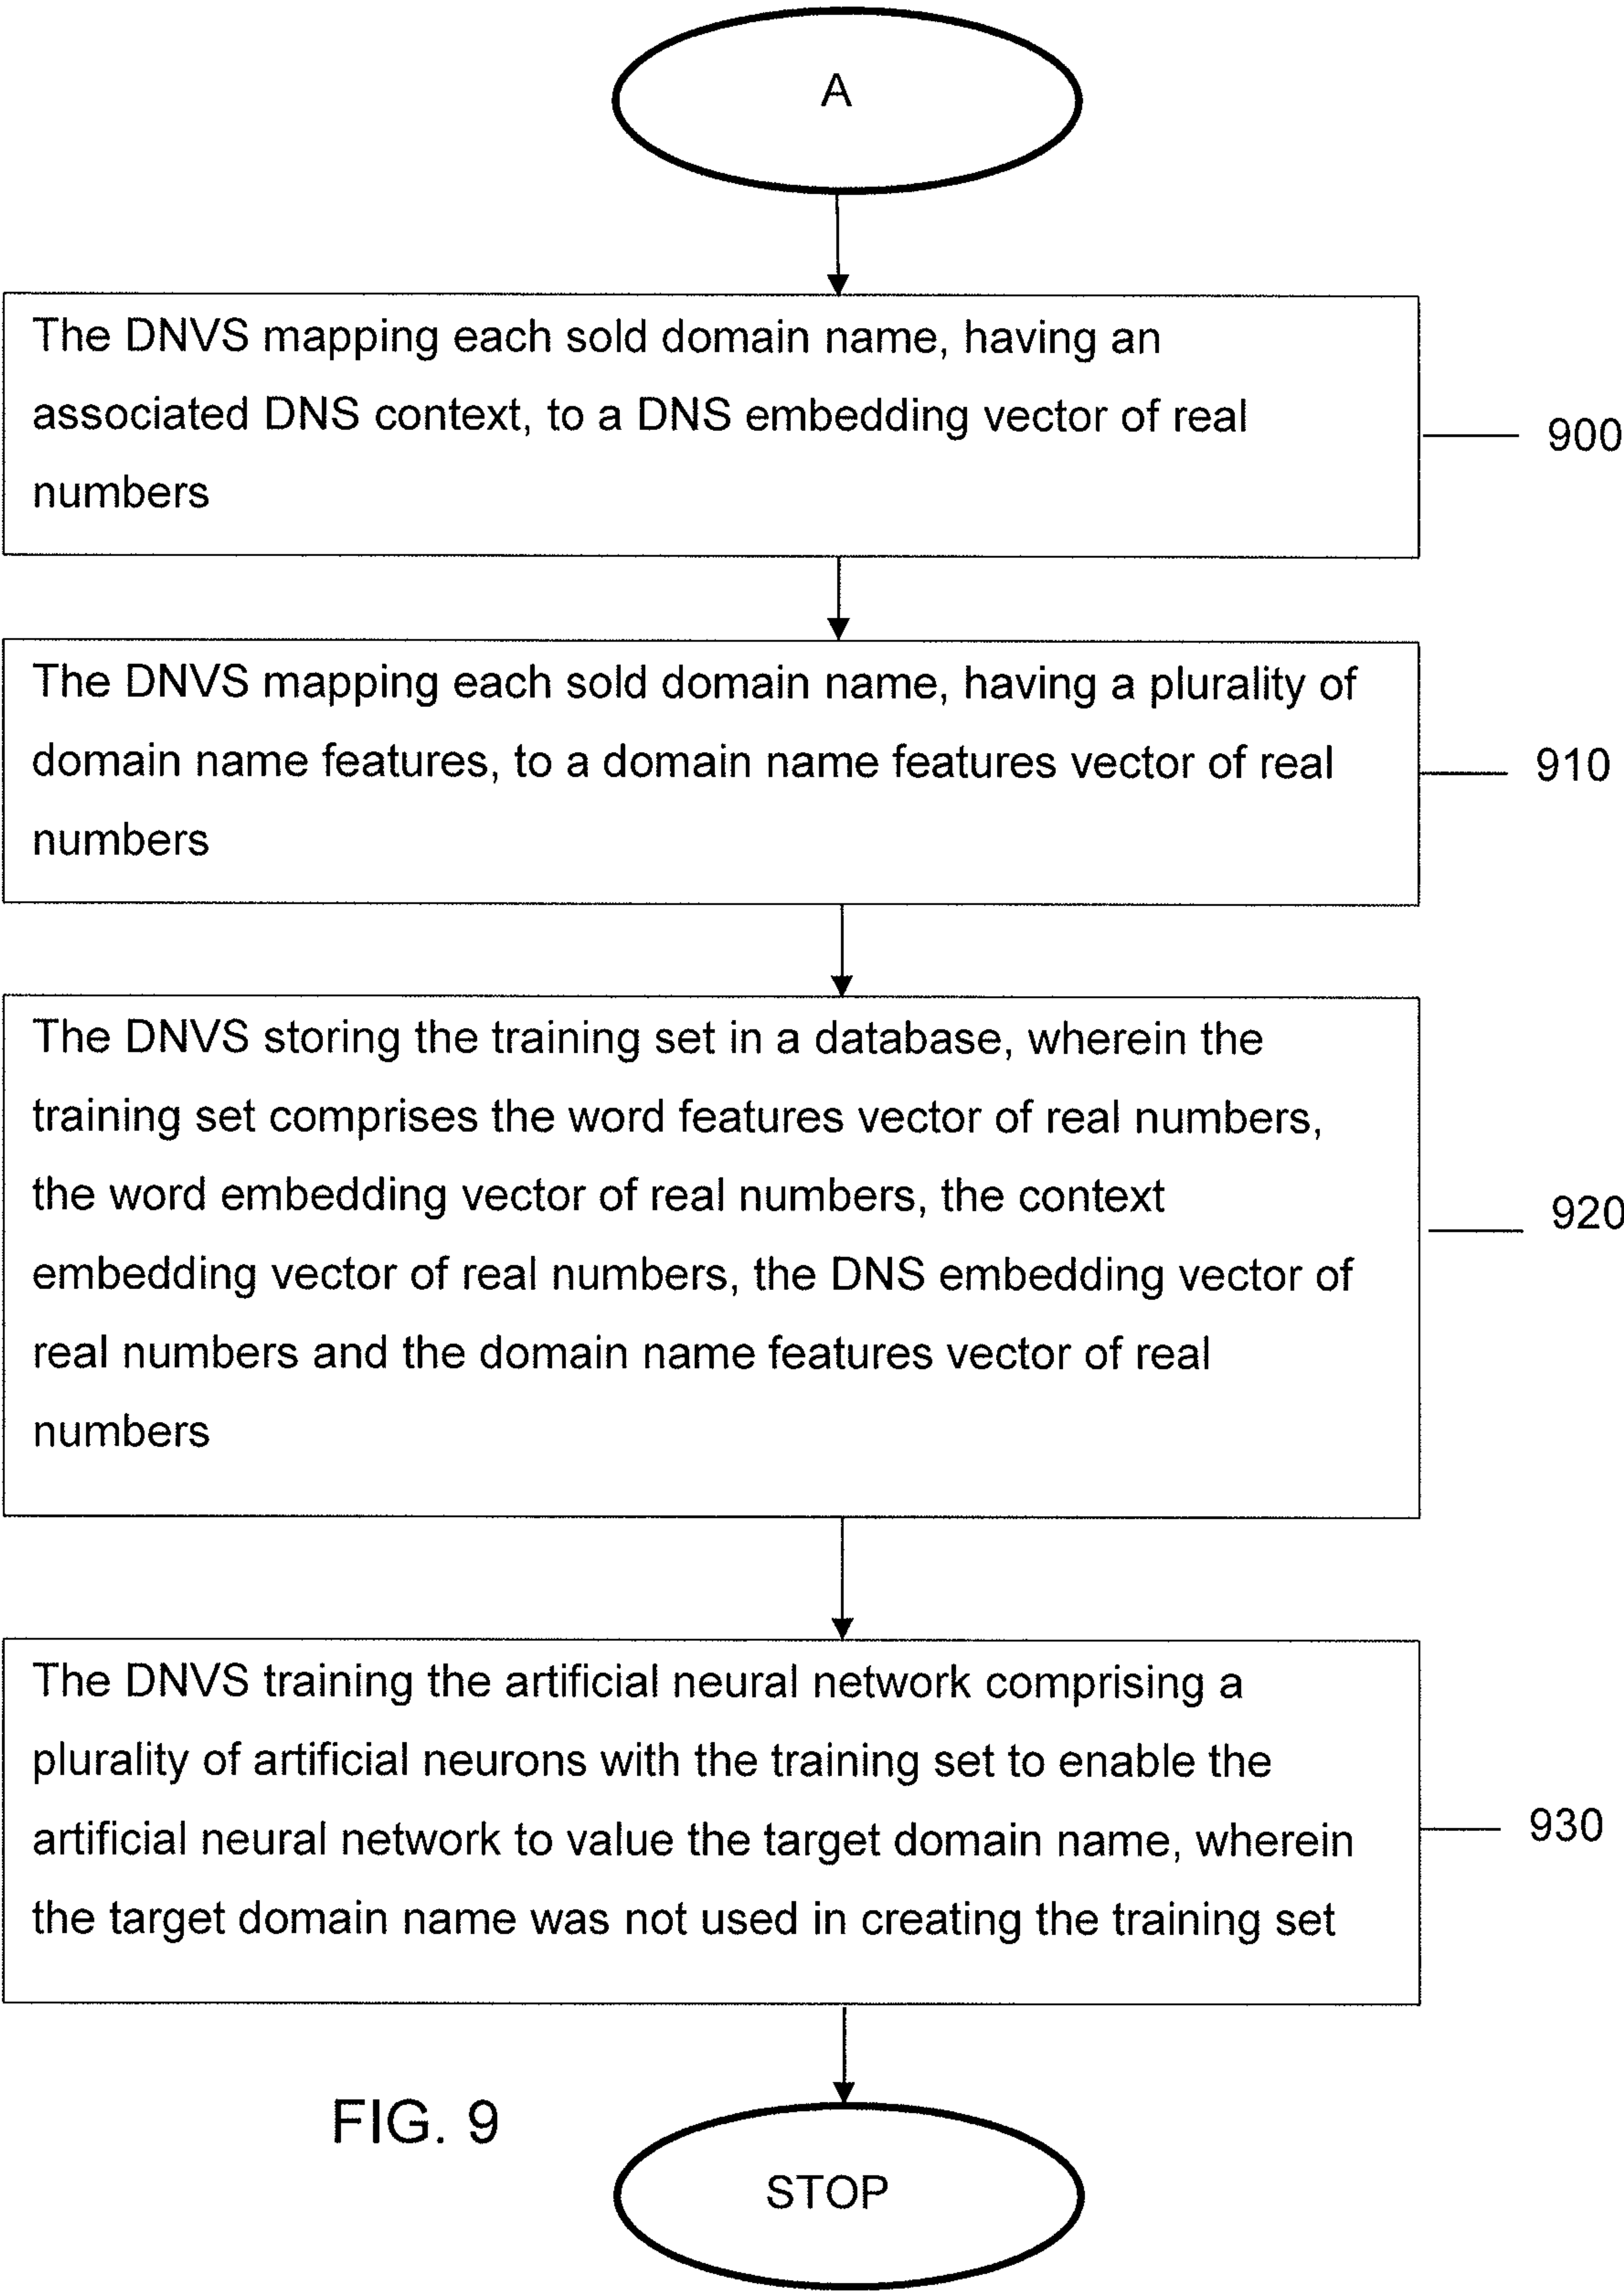 A
The DNVS mapping each sold domain name, having an
associated DNS context, to a DNS embedding vector of real
numbers
900
The DNVS mapping each sold domain name, having a plurality of
domain name features, to a domain name features vector of real
numbers
910
The DNVS storing the training set in a database, wherein the
training set comprises the word features vector of real numbers,
the word embedding vector of real numbers, the context
embedding vector of real numbers, the DNS embedding vector of
real numbers and the domain name features vector of real
numbers
920
The DNVS training the artificial neural network comprising a
plurality of artificial neurons with the training set to enable the
artificial neural network to value the target domain name, wherein
the target domain name was not used in creating the training set
930
FIG. 9
STOP